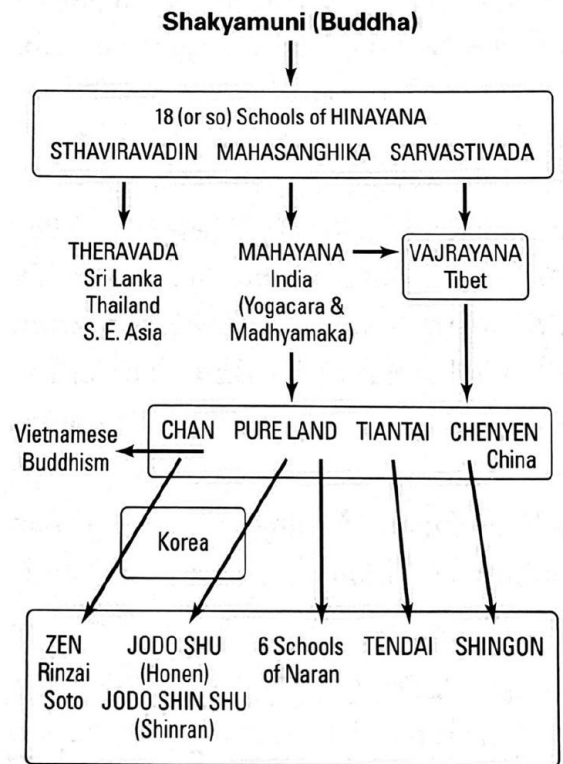 Shakyamuni (Buddha)
18 (or so) Schools of HINAYANA
STHAVIRAVADIN MAHASANGHIKA SARVASTIVADA
THERAVADA
Sri Lanka
Thailand
S. E. Asia
MAHAYANA
India
(Yogacara &
Madhyamaka)
VAJRAYANA
Tibet
Vietnamese
Buddhism
CHAN PURE LAND TIANTAI CHENYEN
China
Korea
ZEN
Rinzai
Soto
JODO SHU
(Honen)
JODO SHIN SHU
(Shinran)
6 Schools
of Naran
TENDAI
SHINGON